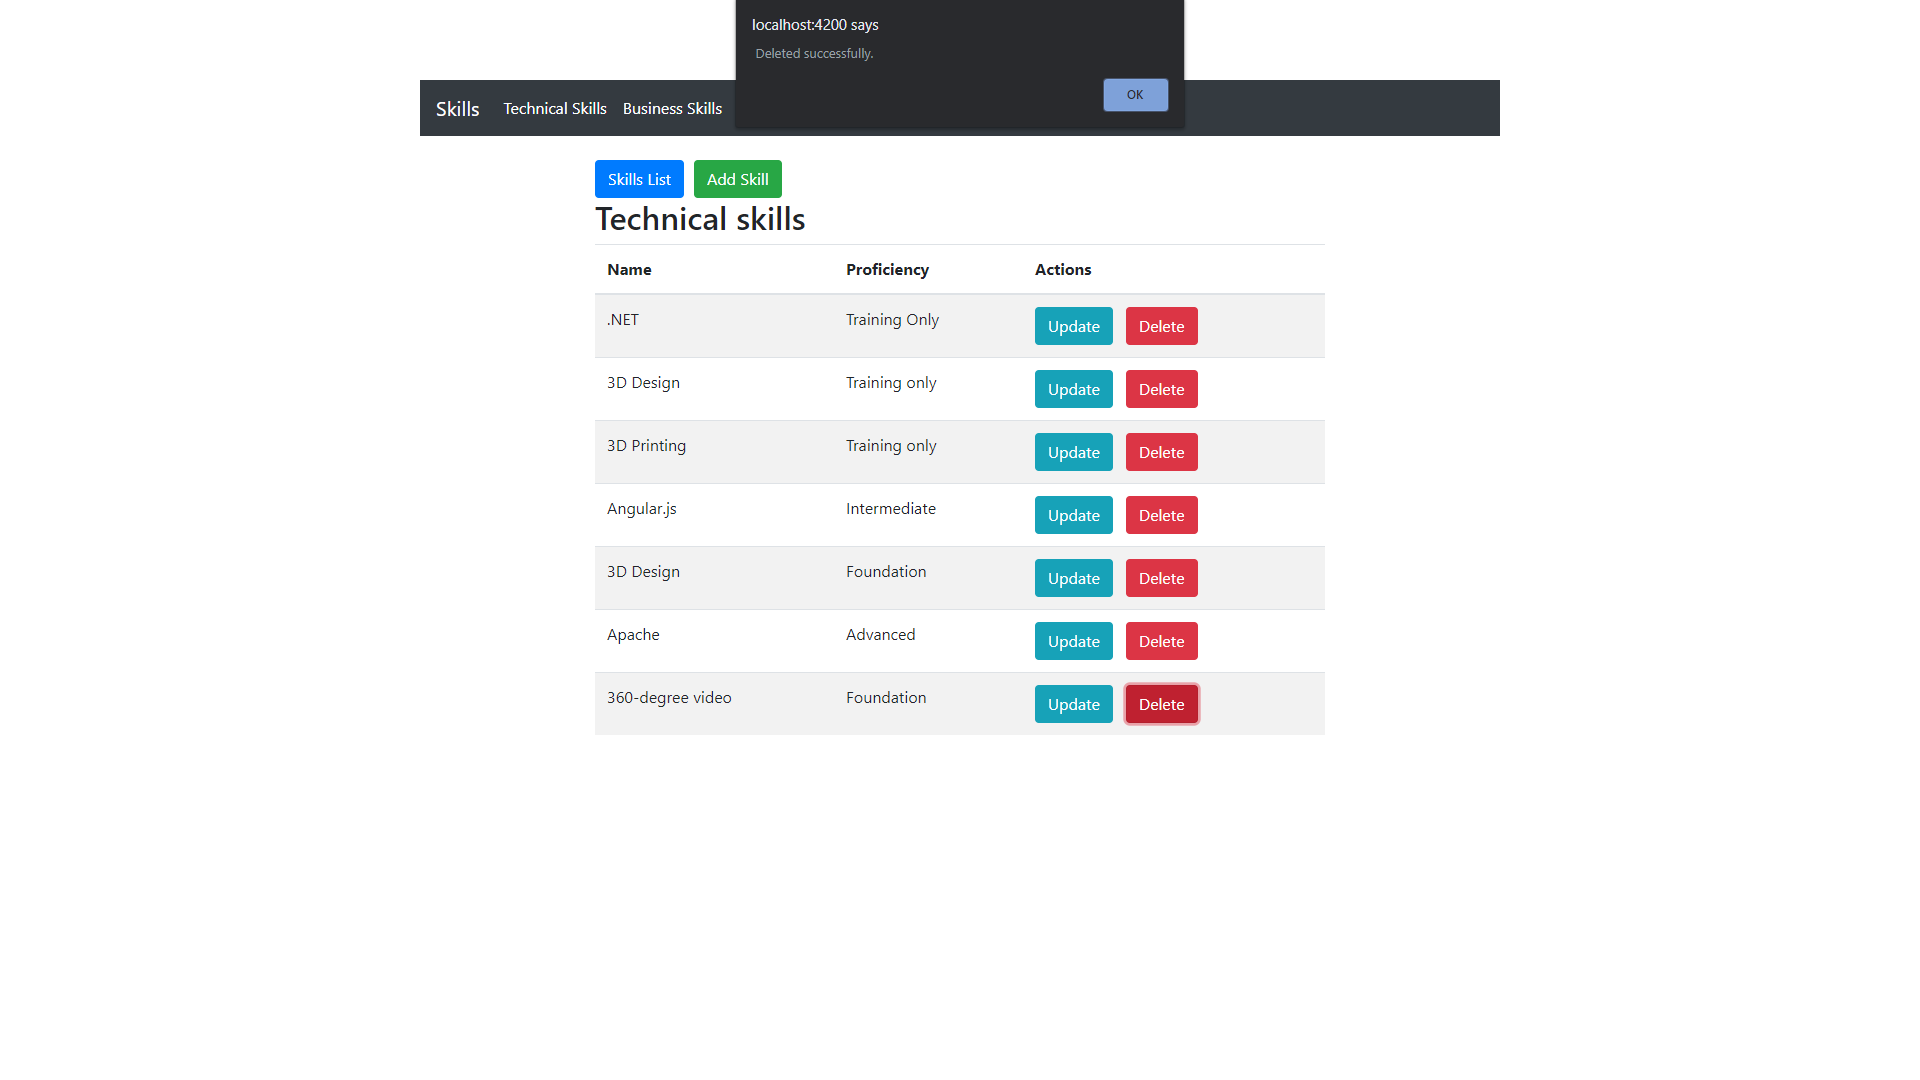 localhost:4200 says
Deleted successfully.
OK
Skills Technical Skills Business Skills
Skills List Add Skill
Technical skills
Name Proficiency Actions
.NET Training Only Update Delete
3D Design Training only Update Delete
3D Printing Training only Update Delete
Angular.js Intermediate Update Delete
3D Design Foundation Update Delete
Apache Advanced Update Delete
360-degree video Foundation Update Delete